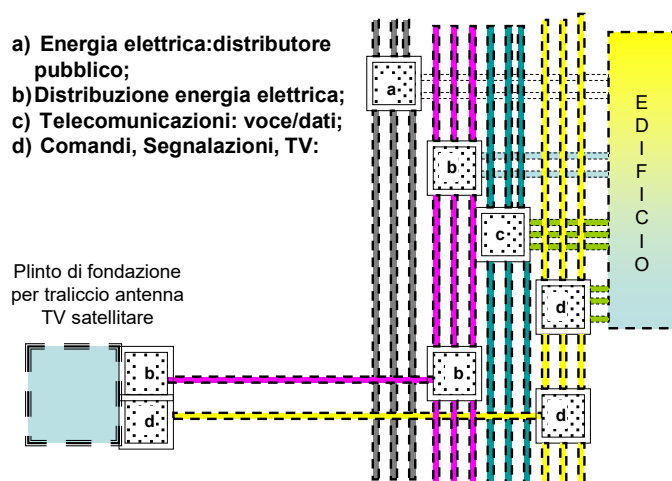 a) Energia elettrica:distributore
pubblico;
b)Distribuzione energia elettrica;
c) Telecomunicazioni: voce/dati;
d) Comandi, Segnalazioni, TV:
a
b
c
d
EDIFICIO
Plinto di fondazione
per traliccio antenna
TV satellitare
b
b
d
d